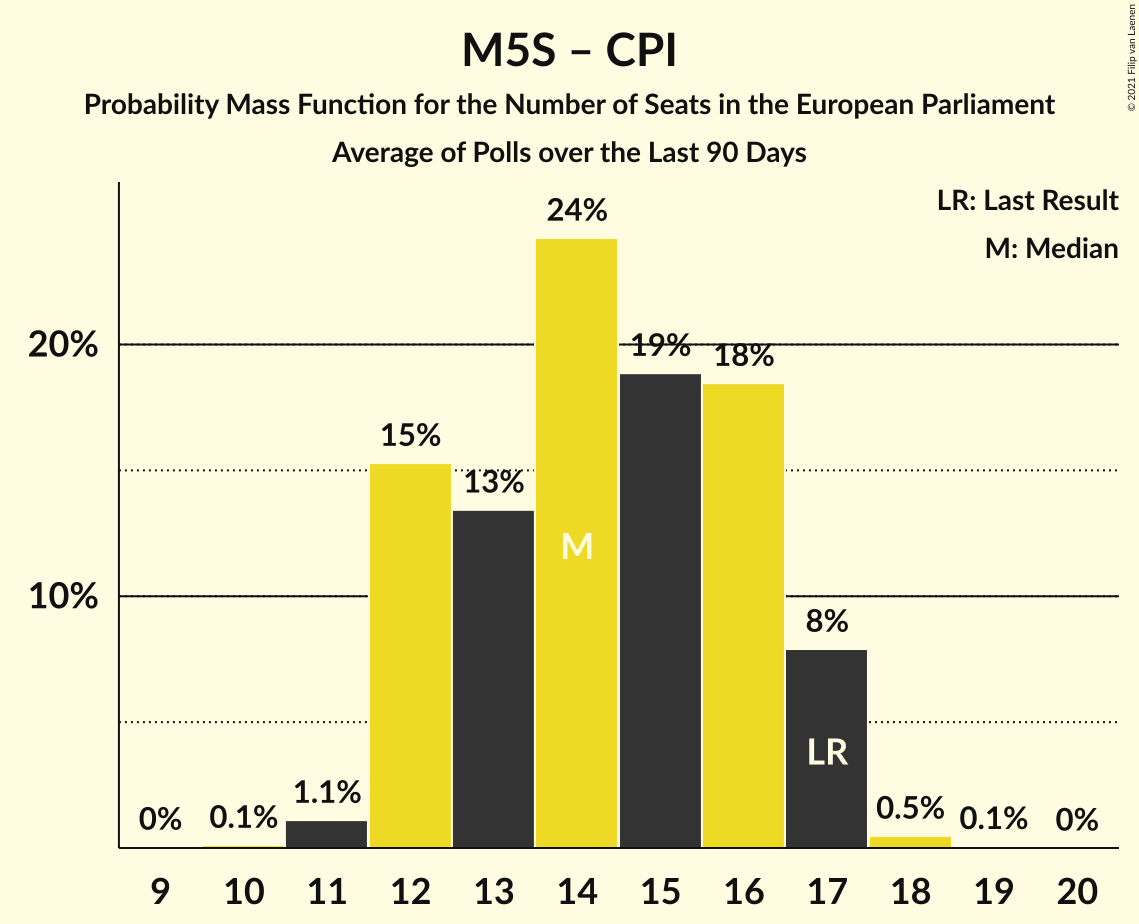 M5S – CPI
Probability Mass Function for the Number of Seats in the European Parliament
Average of Polls over the Last 90 Days
© 2021 Filip van Laenen
LR: Last Result
M: Median
24%
20%
19%
18%
15%
13%
M
10%
8%
LR
0%
0.1%
1.1%
0.5%
0.1%
0%
9 10 11 12 13 14 15 16 17 18 19 20